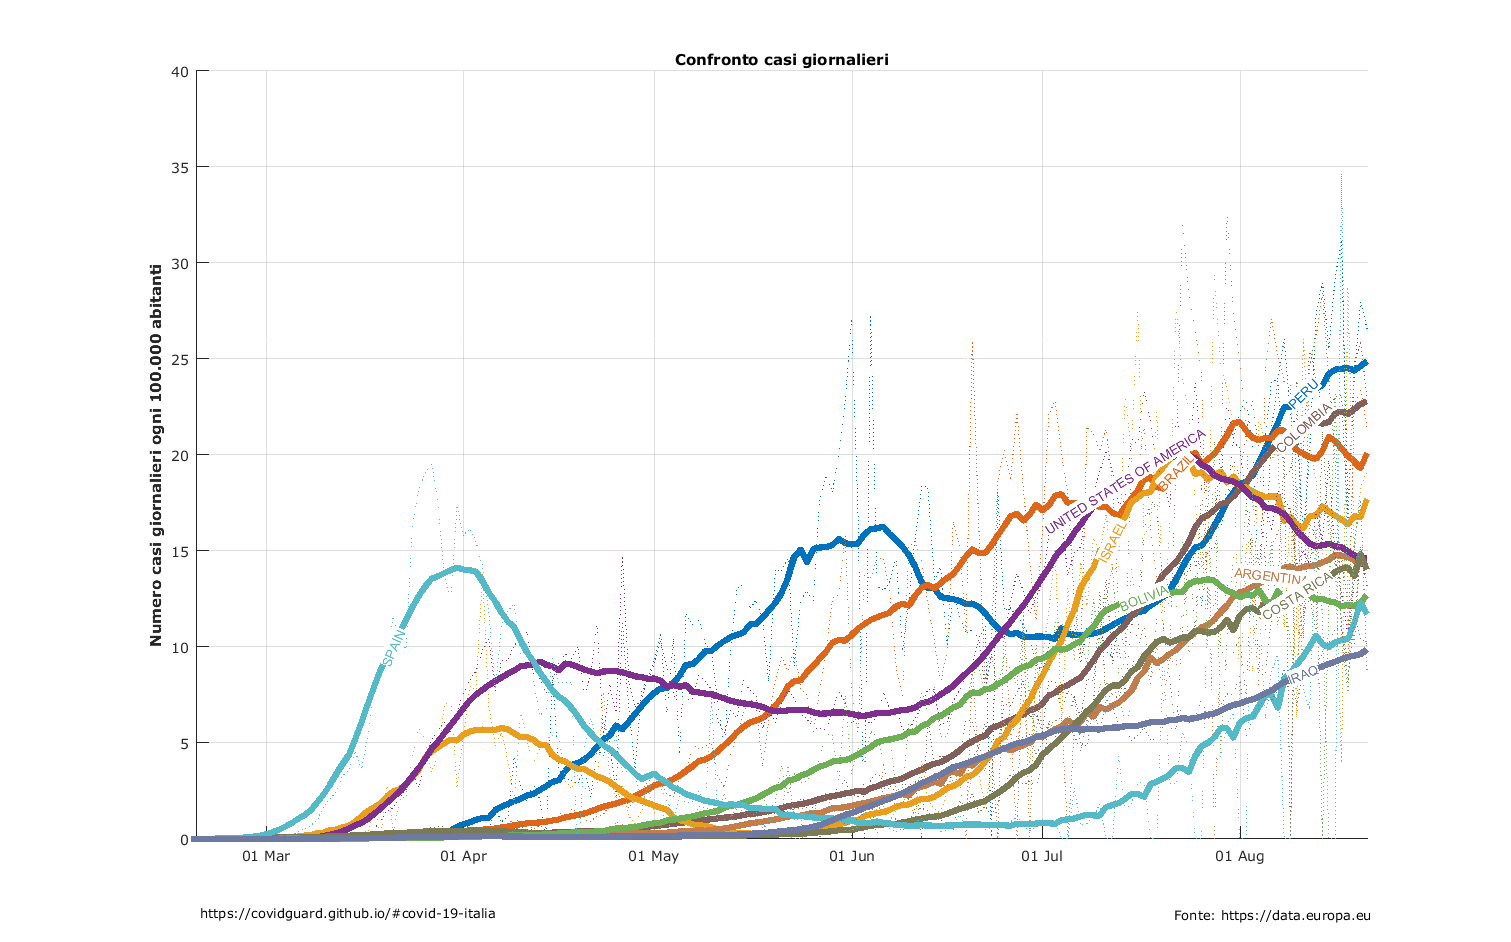 Confronto casi giornalieri
Numero casi giornalieri ogni 100.000 abitanti
40
35
30
25
20
15
10
5
0
PERU
COLOMBIA
UNITED STATES OF AMERICA
BRAZIL
ISRAEL
ARGENTIN
BOLIVIA
COSTA RICA
SPAIN
IRAQ
01 Mar
01 Apr
01 May
01 Jun
01 Jul
01 Aug
https://covidguard.github.io/#covid-19-italia
Fonte: https://data.europa.eu